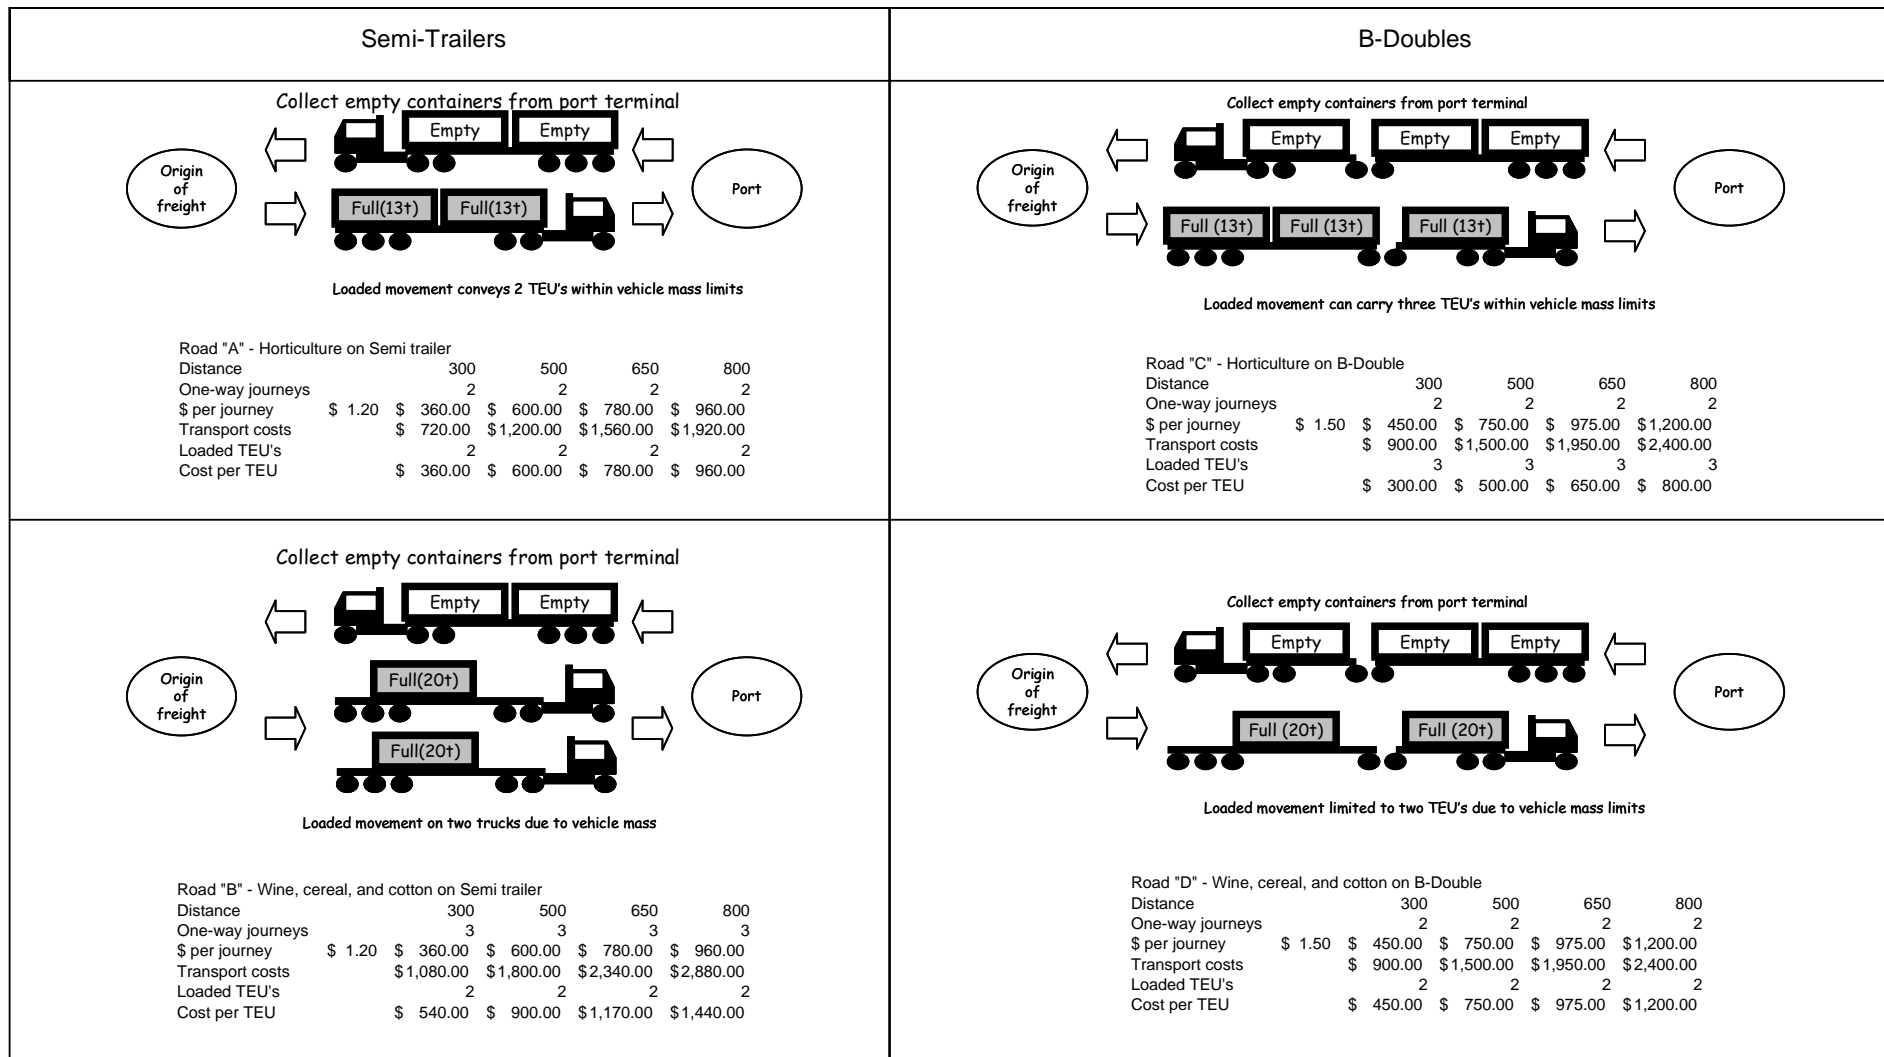 Semi-Trailers
B-Doubles
Collect empty containers from port terminal
Empty Empty
Origin
of
freight
Port
Full(13t) Full(13t)
Loaded movement conveys 2 TEU's within vehicle mass limits
Road "A" - Horticulture on Semi trailer
Distance 300 500 650 800
One-way journeys 2 2 2 2
$ per journey $ 1.20 $ 360.00 $ 600.00 $ 780.00 $ 960.00
Transport costs $ 720.00 $1,200.00 $1,560.00 $1,920.00
Loaded TEU's 2 2 2 2
Cost per TEU $ 360.00 $ 600.00 $ 780.00 $ 960.00
Collect empty containers from port terminal
Empty Empty Empty
Origin
of
freight
Port
Full (13t) Full (13t) Full (13t)
Loaded movement can carry three TEU's within vehicle mass limits
Road "C" - Horticulture on B-Double
Distance 300 500 650 800
One-way journeys 2 2 2 2
$ per journey $ 1.50 $ 450.00 $ 750.00 $ 975.00 $1,200.00
Transport costs $ 900.00 $1,500.00 $1,950.00 $2,400.00
Loaded TEU's 3 3 3 3
Cost per TEU $ 300.00 $ 500.00 $ 650.00 $ 800.00
Collect empty containers from port terminal
Empty Empty
Origin
of
freight
Full(20t)
Port
Full(20t)
Loaded movement on two trucks due to vehicle mass
Road "B" - Wine, cereal, and cotton on Semi trailer
Distance 300 500 650 800
One-way journeys 3 3 3 3
$ per journey $ 1.20 $ 360.00 $ 600.00 $ 780.00 $ 960.00
Transport costs $1,080.00 $1,800.00 $2,340.00 $2,880.00
Loaded TEU's 2 2 2 2
Cost per TEU $ 540.00 $ 900.00 $1,170.00 $1,440.00
Collect empty containers from port terminal
Empty Empty Empty
Origin
of
freight
Port
Full (20t) Full (20t)
Loaded movement limited to two TEU's due to vehicle mass limits
Road "D" - Wine, cereal, and cotton on B-Double
Distance 300 500 650 800
One-way journeys 2 2 2 2
$ per journey $ 1.50 $ 450.00 $ 750.00 $ 975.00 $1,200.00
Transport costs $ 900.00 $1,500.00 $1,950.00 $2,400.00
Loaded TEU's 2 2 2 2
Cost per TEU $ 450.00 $ 750.00 $ 975.00 $1,200.00